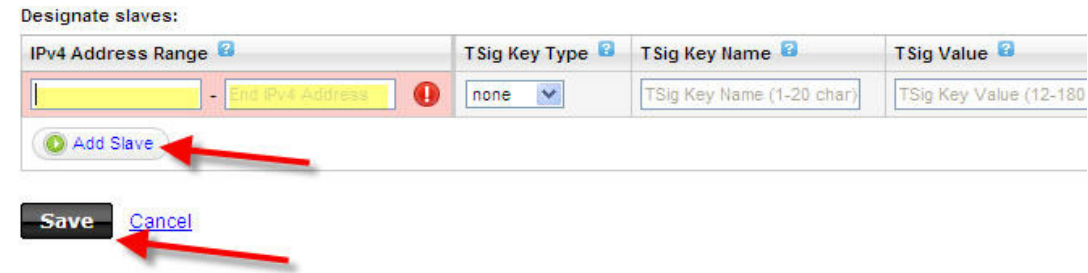 Designate slaves:
IPv4 Address Range ? TSig Key Type ? TSig Key Name ? TSig Value ?
- End IPv4 Address ! none TSig Key Name (1-20 char) TSig Key Value (12-180
Add Slave
Save Cancel